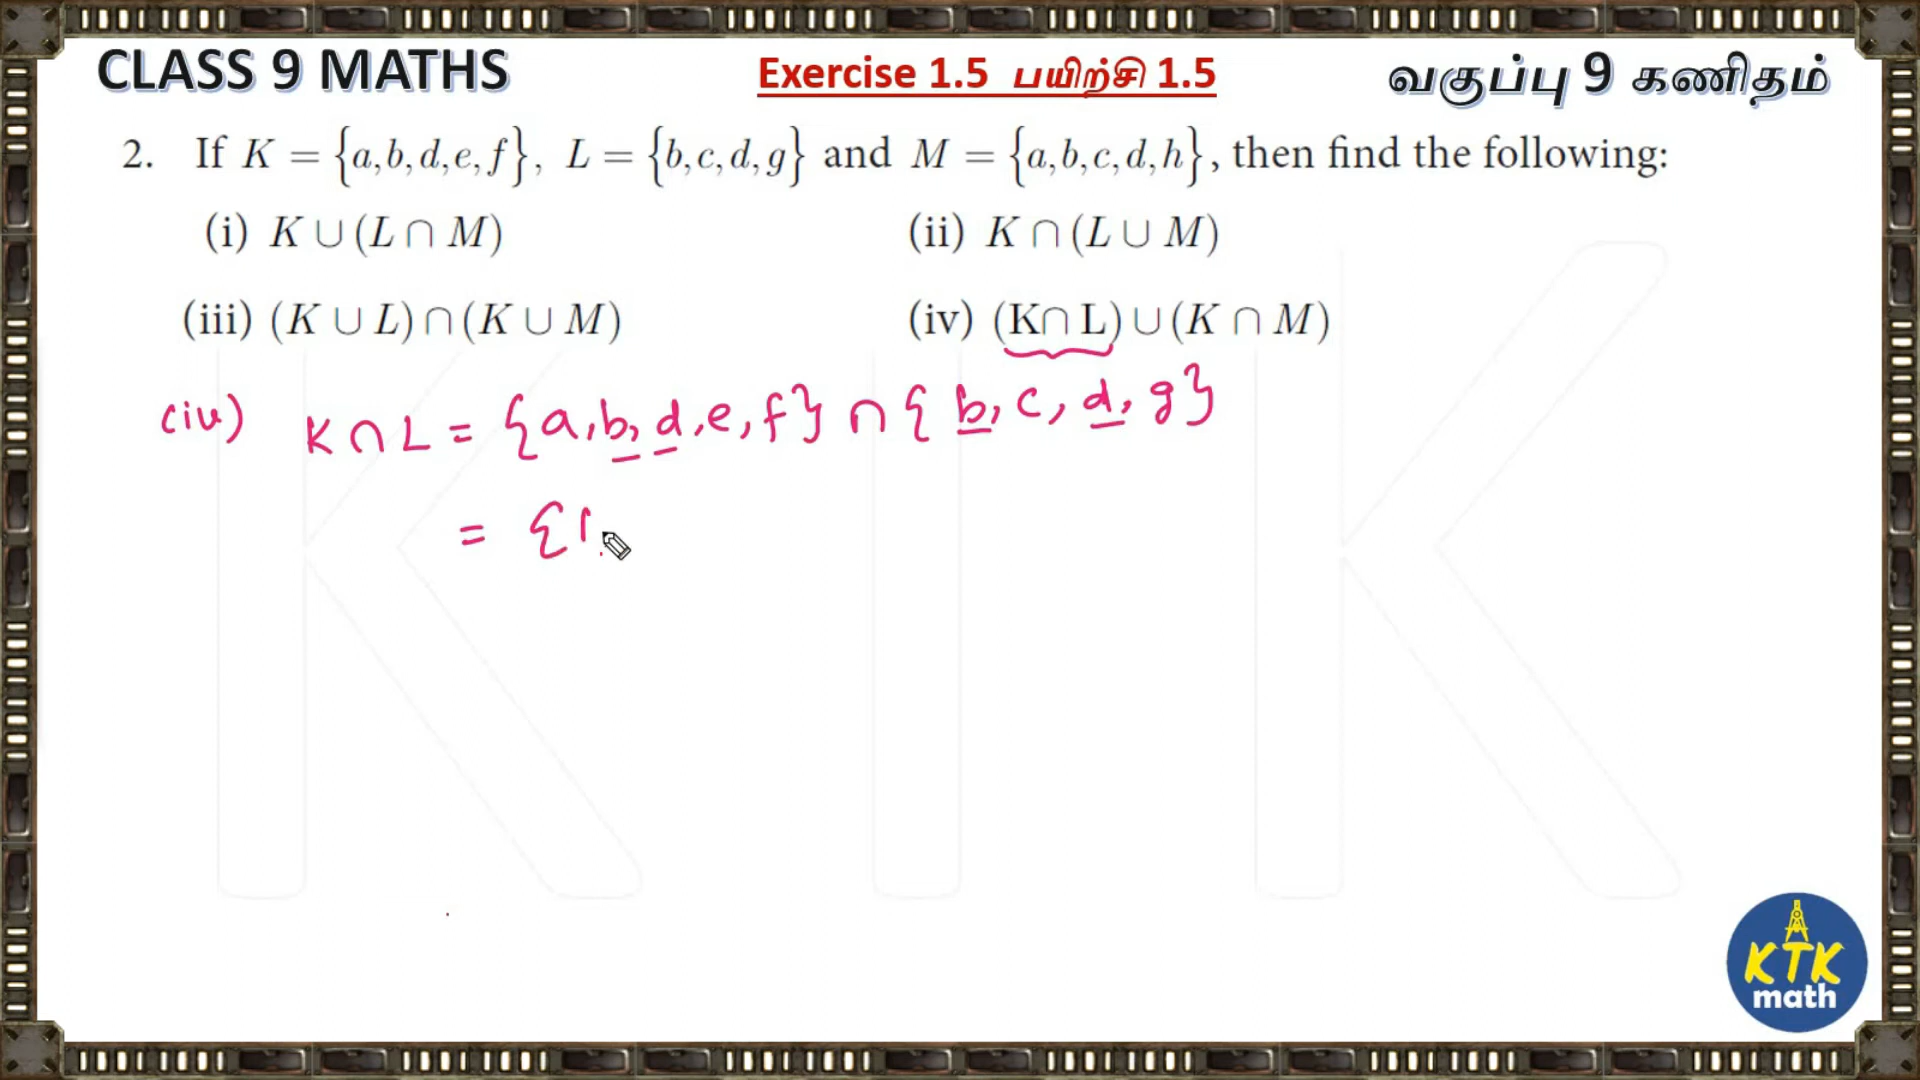 CLASS 9 MATHS
Exercise 1.5 பயிற்சி 1.5
வகுப்பு 9 கணிதம்
2. If K = {a,b,d,e,f}, L = {b,c,d,g} and M = {a,b,c,d,h}, then find the following:
(i) K ∪ (L ∩ M) (ii) K ∩ (L ∪ M)
(iii) (K ∪ L) ∩ (K ∪ M) (iv) (K∩ L) ∪ (K ∩ M)
(iv) K ∩ L = {a,b,d,e,f} ∩ {b,c,d,g}
= {
KTK
math
K T K